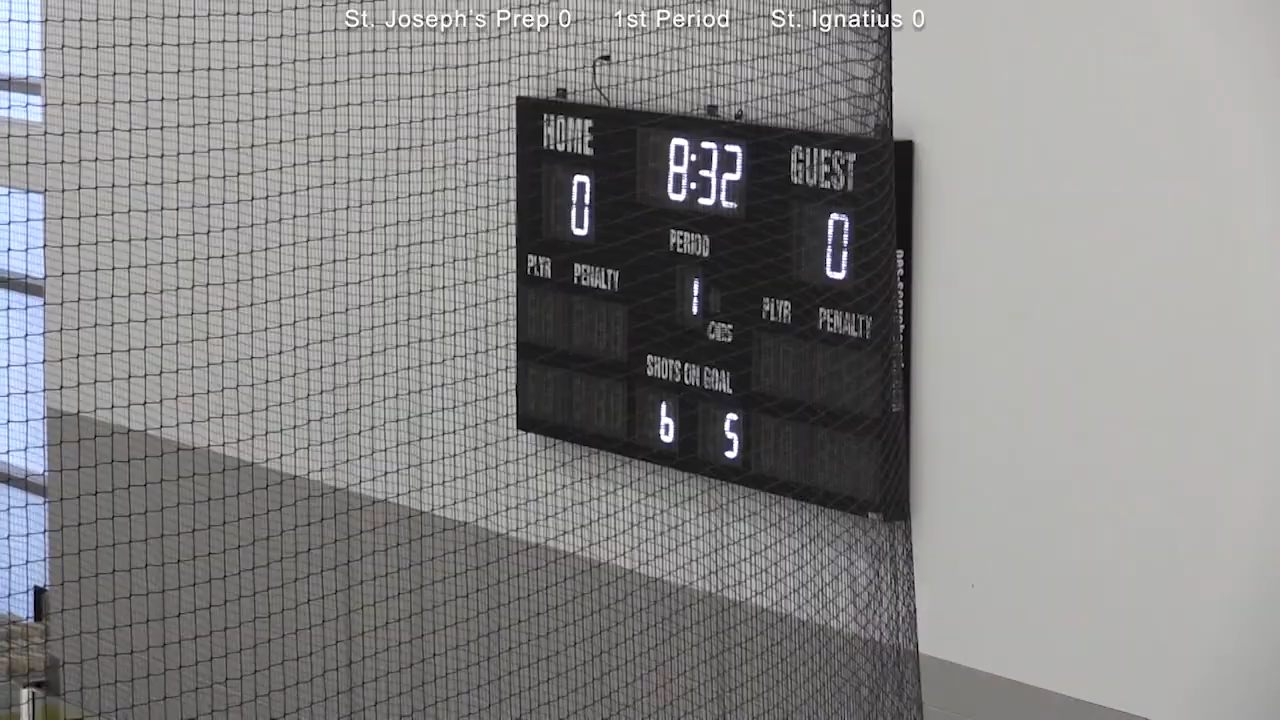 St. Joseph's Prep 0 1st Period St. Ignatius 0
HOME 8:32 GUEST
0 0
PERIOD
1
PLYR PENALTY PLYR PENALTY
SHOTS ON GOAL
6 5